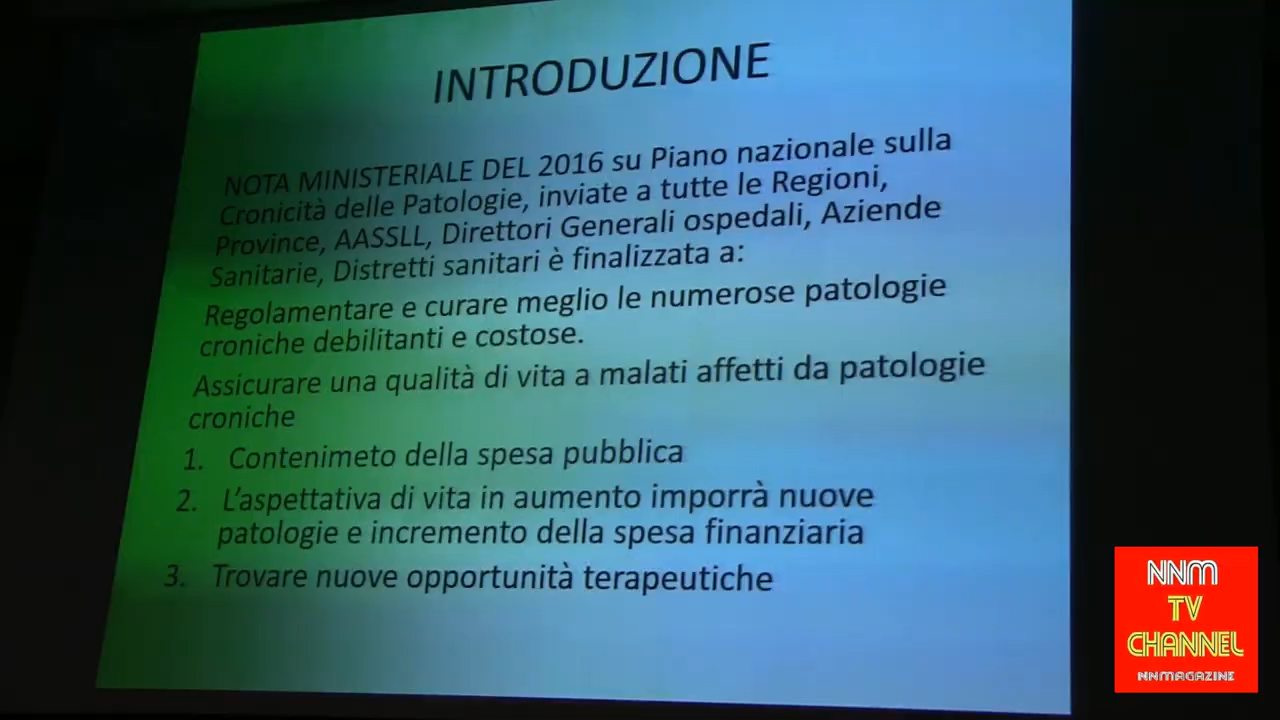 INTRODUZIONE
NOTA MINISTERIALE DEL 2016 su Piano nazionale sulla
Cronicità delle Patologie, inviate a tutte le Regioni,
Province, AASSLL, Direttori Generali ospedali, Aziende
Sanitarie, Distretti sanitari è finalizzata a:
Regolamentare e curare meglio le numerose patologie
croniche debilitanti e costose.
Assicurare una qualità di vita a malati affetti da patologie
croniche
1. Contenimeto della spesa pubblica
2. L'aspettativa di vita in aumento imporrà nuove
patologie e incremento della spesa finanziaria
3. Trovare nuove opportunità terapeutiche
NNM
TV
CHANNEL
NNMAGAZINE